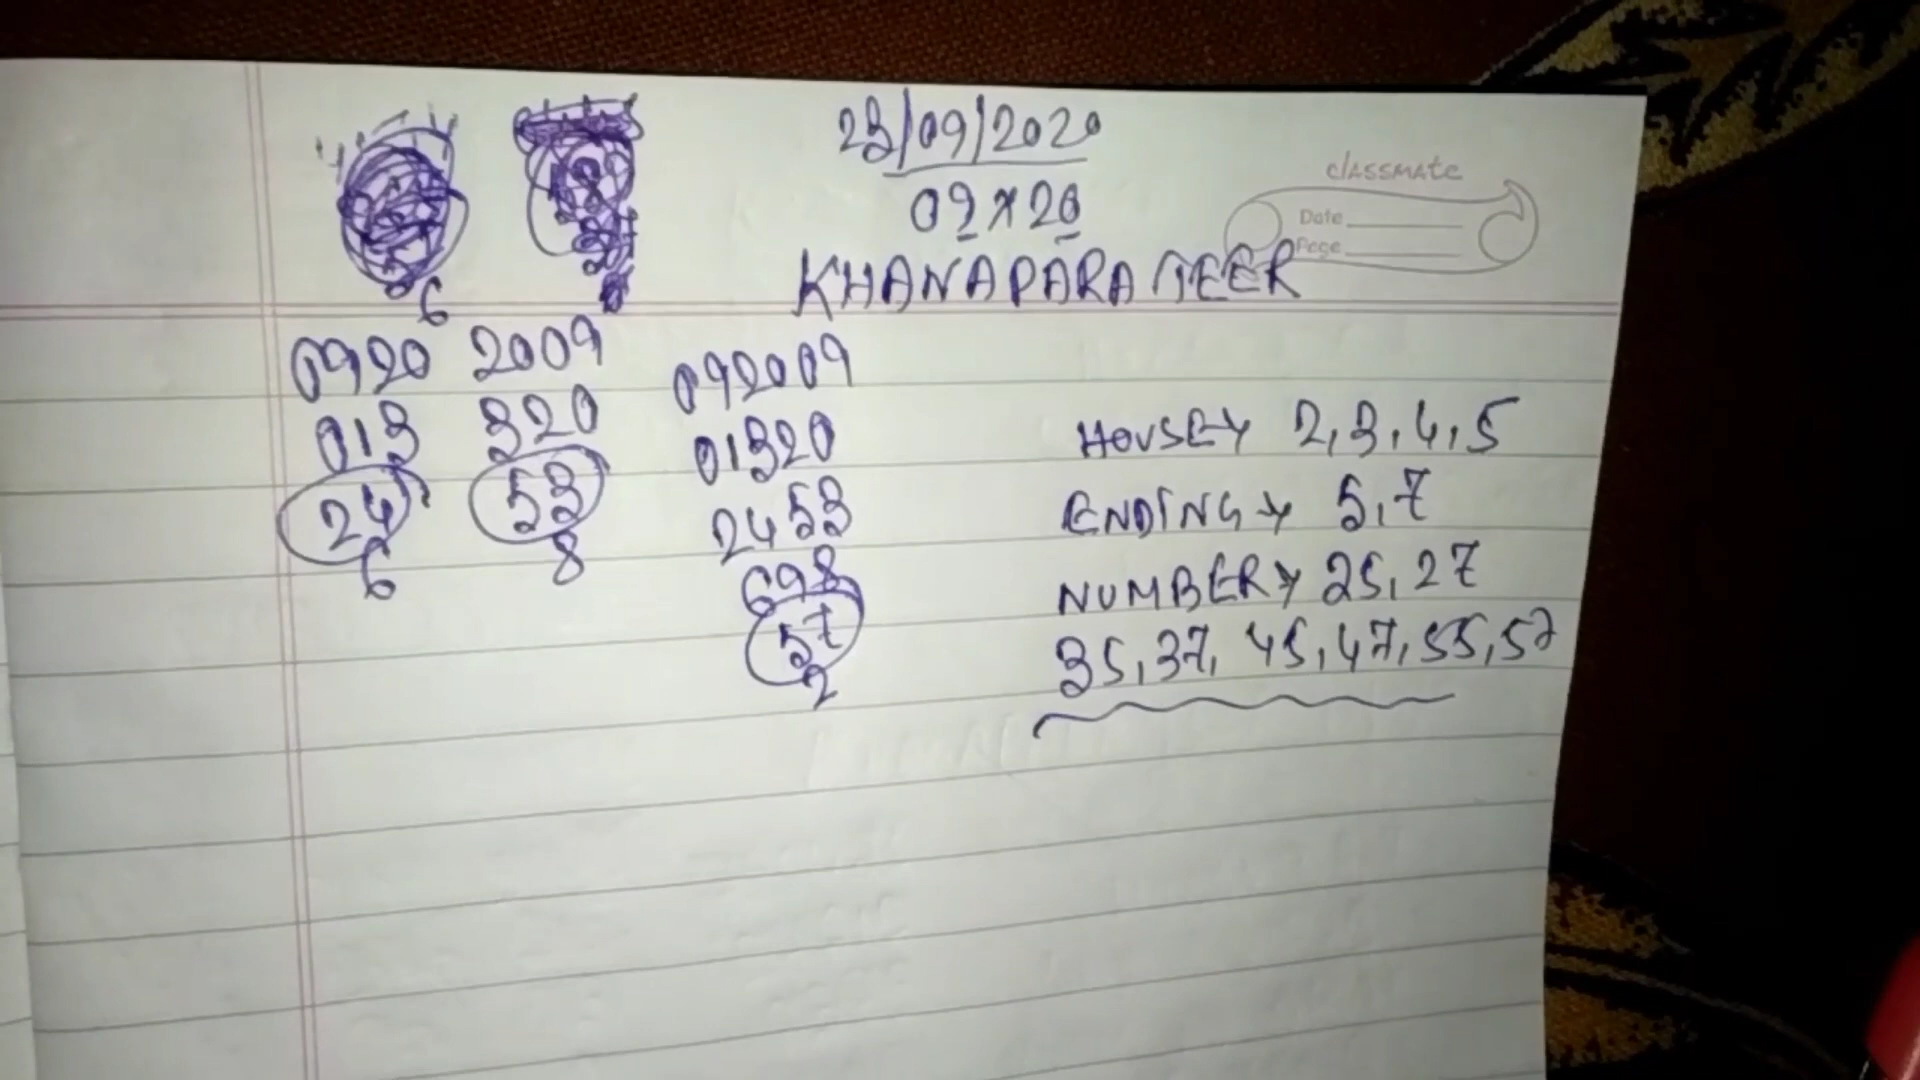 23/09/2020
09 x 20
classmate
Date
Page
KHANAPARA TEER
6
0920 2009 092009
013 320 01320
24 53 2453
6 8 698
57
2
HOUSE→ 2,3,4,5
ENDING→ 5,7
NUMBER→ 25,27
35,37,45,47,55,57